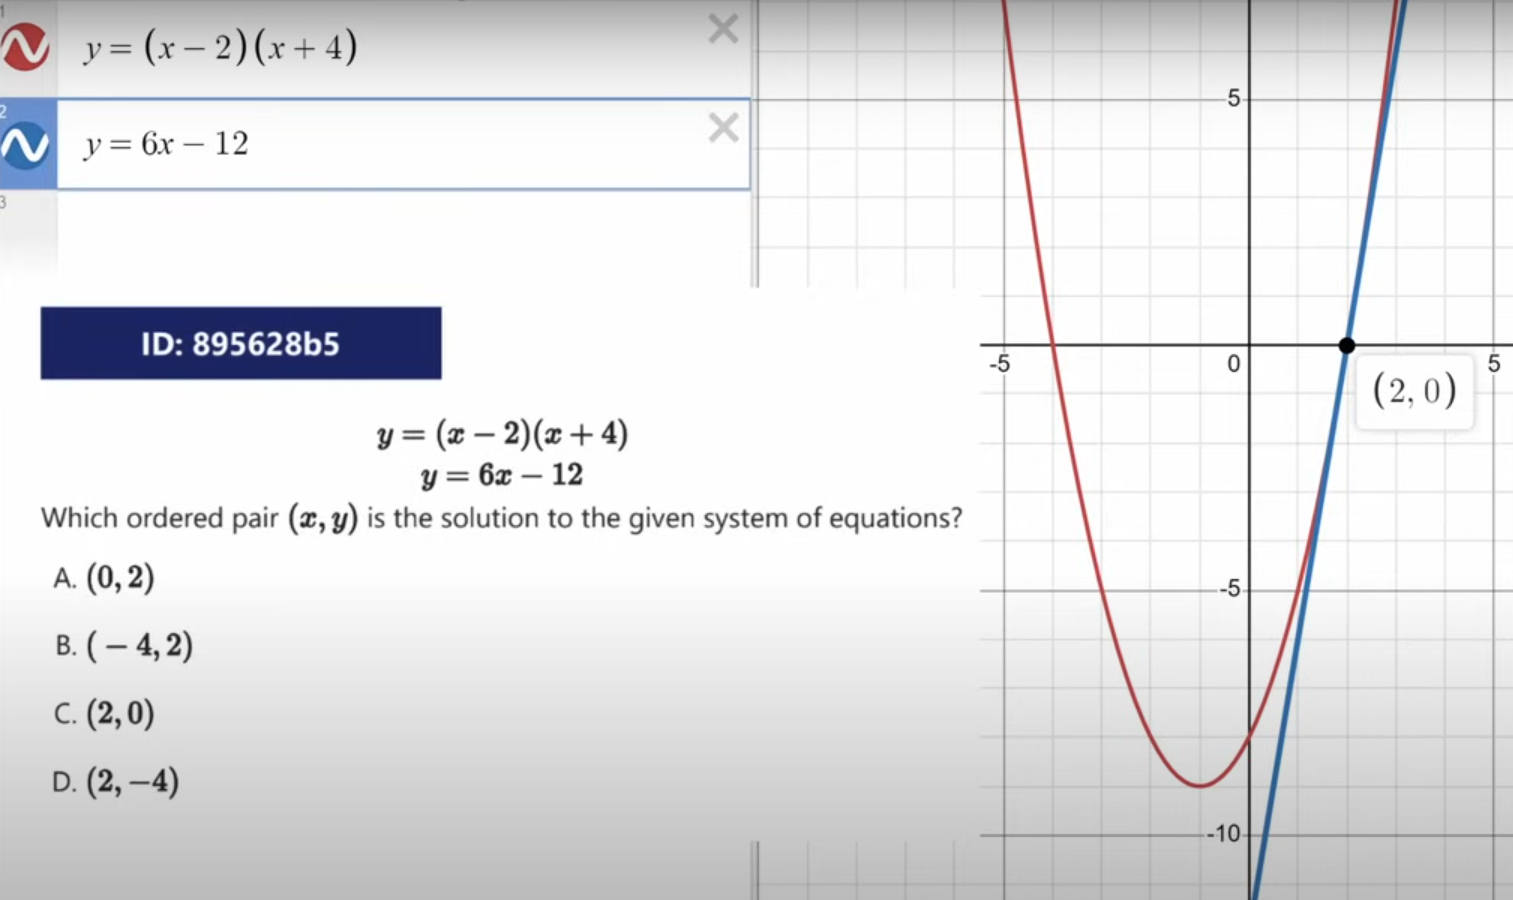 1
y = (x − 2)(x + 4)
2
y = 6x − 12
3
ID: 895628b5
y = (x − 2)(x + 4)
y = 6x − 12
Which ordered pair (x, y) is the solution to the given system of equations?
A. (0, 2)
B. ( − 4, 2)
C. (2, 0)
D. (2, −4)
5
-5
0
5
(2, 0)
-5
-10